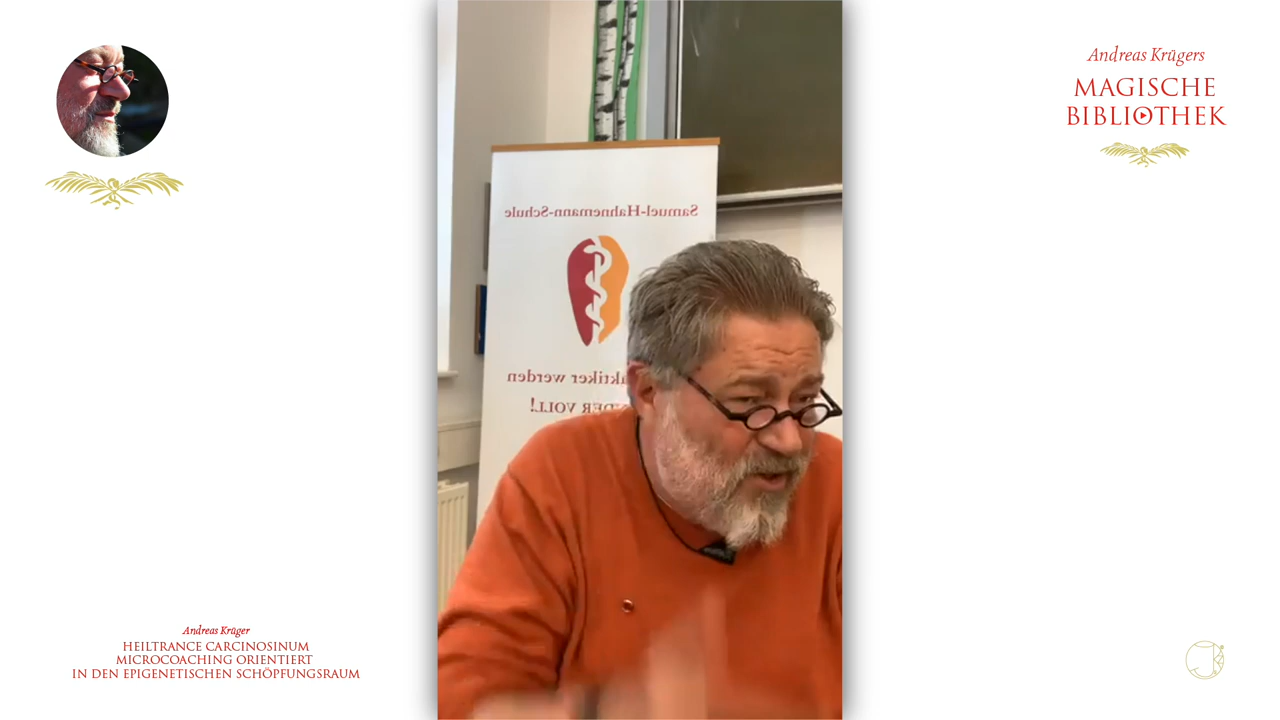 Andreas Krügers
MAGISCHE
BIBLIOTHEK
Samuel-Hahnemann-Schule
aktiker werden
DER VOLL!
Andreas Krüger
HEILTRANCE CARCINOSINUM
MICROCOACHING ORIENTIERT
IN DEN EPIGENETISCHEN SCHÖPFUNGSRAUM